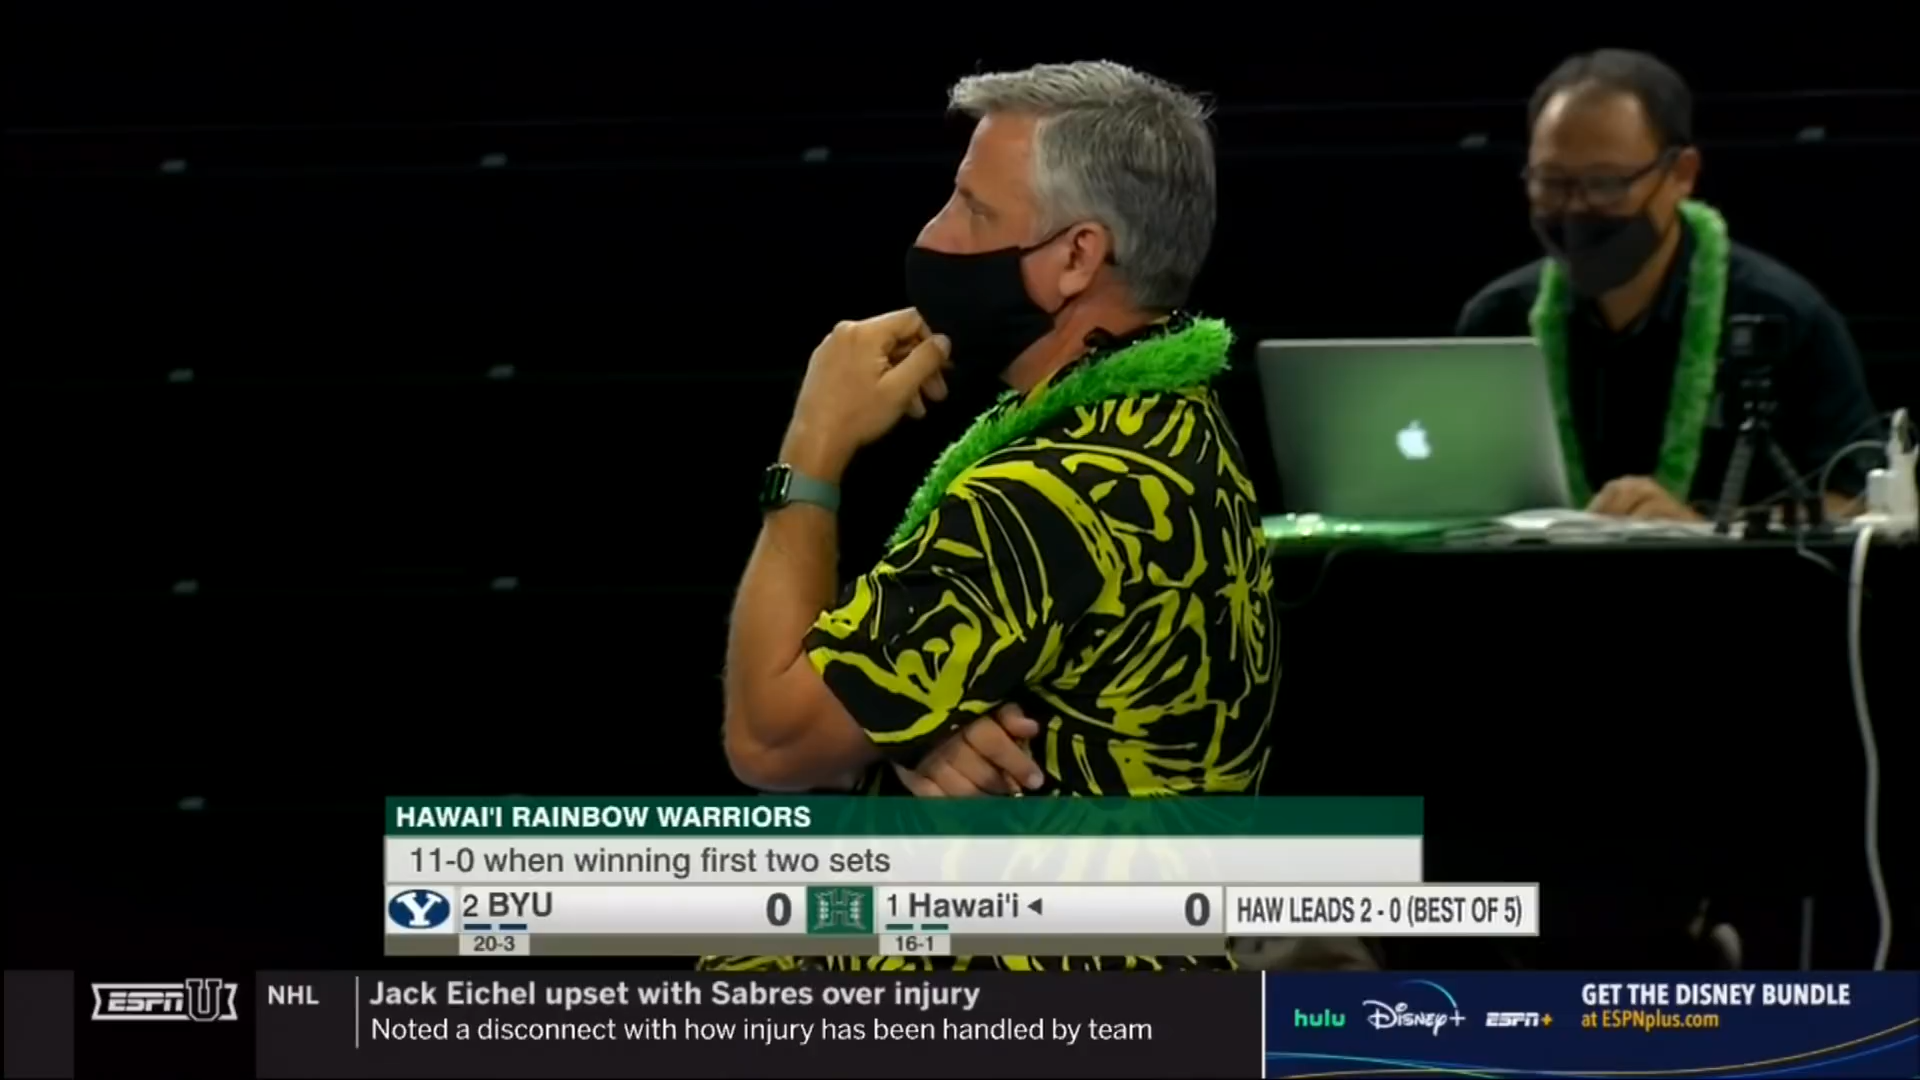 HAWAI'I RAINBOW WARRIORS
11-0 when winning first two sets
Y 2 BYU 0 H 1 Hawai'i ◄ 0 HAW LEADS 2 - 0 (BEST OF 5)
20-3 16-1
ESPN U NHL Jack Eichel upset with Sabres over injury
Noted a disconnect with how injury has been handled by team
hulu Disney+ ESPN+ GET THE DISNEY BUNDLE
at ESPNplus.com